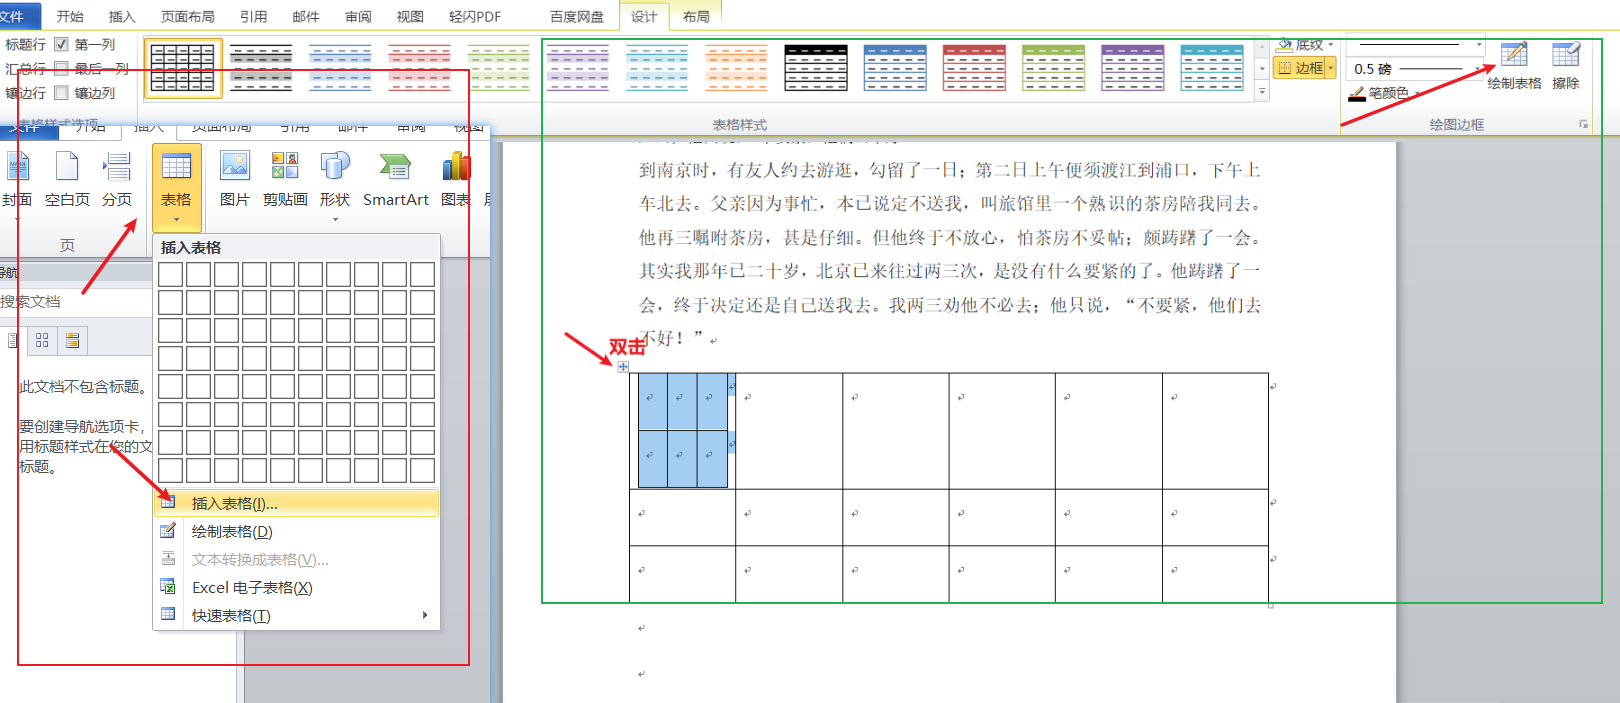 文件 开始 插入 页面布局 引用 邮件 审阅 视图 轻闪PDF 百度网盘 设计 布局
标题行 第一列
汇总行 最后一列
镶边行 镶边列
表格样式选项
表格样式
底纹
边框
0.5 磅
笔颜色
绘制表格
擦除
绘图边框
文件 开始 插入 页面布局 引用 邮件 审阅 视图
封面
空白页
分页
表格
图片
剪贴画
形状
SmartArt
图表
页
插入表格
导航
搜索文档
此文档不包含标题。
要创建导航选项卡，
用标题样式在您的文
标题。
插入表格(I)...
绘制表格(D)
文本转换成表格(V)...
Excel 电子表格(X)
快速表格(T)
到南京时，有友人约去游逛，勾留了一日；第二日上午便须渡江到浦口，下午上
车北去。父亲因为事忙，本已说定不送我，叫旅馆里一个熟识的茶房陪我同去。
他再三嘱咐茶房，甚是仔细。但他终于不放心，怕茶房不妥帖；颇踌躇了一会。
其实我那年已二十岁，北京已来往过两三次，是没有什么要紧的了。他踌躇了一
会，终于决定还是自己送我去。我两三劝他不必去；他只说，“不要紧，他们去
不好！”
双击